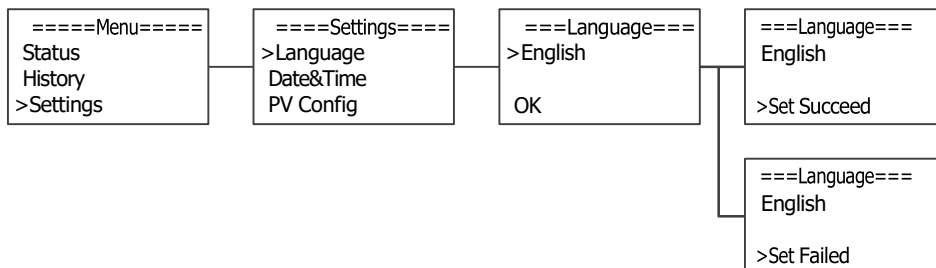 =====Menu=====
Status
History
>Settings
====Settings====
>Language
Date&Time
PV Config
===Language===
>English
OK
===Language===
English
>Set Succeed
===Language===
English
>Set Failed